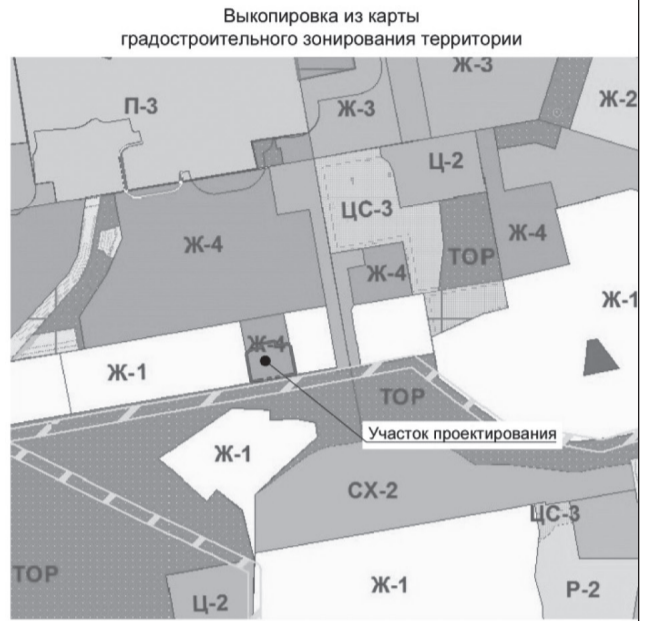 Выкопировка из карты
градостроительного зонирования территории
Ж-3
Ж-2
П-3
Ж-3
Ц-2
ЦС-3
Ж-4
Ж-4
ТОР
Ж-4
Ж-1
Ж-4
Ж-1
ТОР
Участок проектирования
Ж-1
СХ-2
ЦС-3
ТОР
Ж-1
Р-2
Ц-2